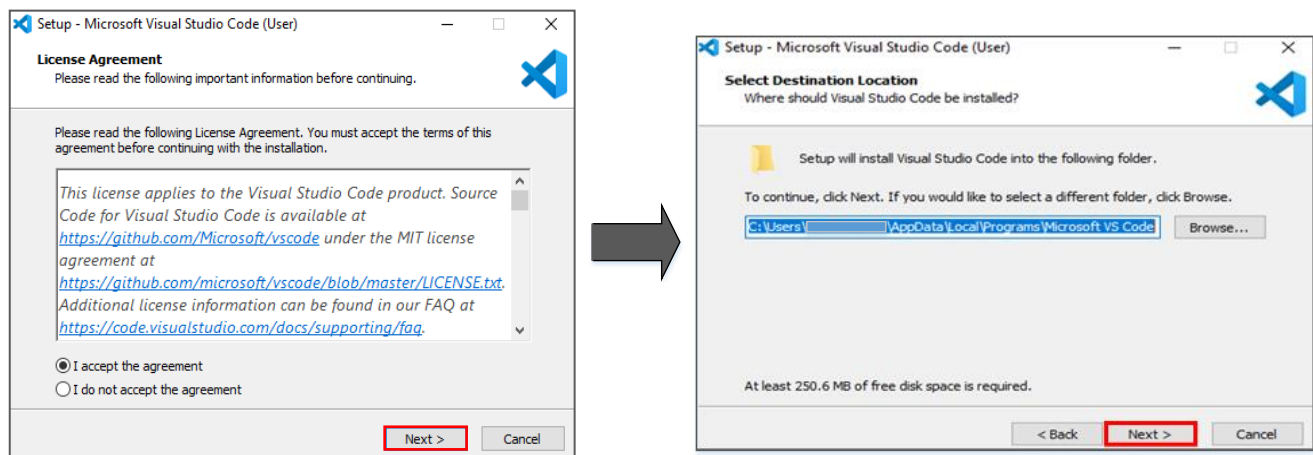 Setup - Microsoft Visual Studio Code (User)
License Agreement
Please read the following important information before continuing.
Please read the following License Agreement. You must accept the terms of this
agreement before continuing with the installation.
This license applies to the Visual Studio Code product. Source
Code for Visual Studio Code is available at
https://github.com/Microsoft/vscode under the MIT license
agreement at
https://github.com/microsoft/vscode/blob/master/LICENSE.txt.
Additional license information can be found in our FAQ at
https://code.visualstudio.com/docs/supporting/faq.
I accept the agreement
I do not accept the agreement
Next >
Cancel
Setup - Microsoft Visual Studio Code (User)
Select Destination Location
Where should Visual Studio Code be installed?
Setup will install Visual Studio Code into the following folder.
To continue, click Next. If you would like to select a different folder, click Browse.
C:\Users\ \AppData\Local\Programs\Microsoft VS Code
Browse...
At least 250.6 MB of free disk space is required.
< Back
Next >
Cancel